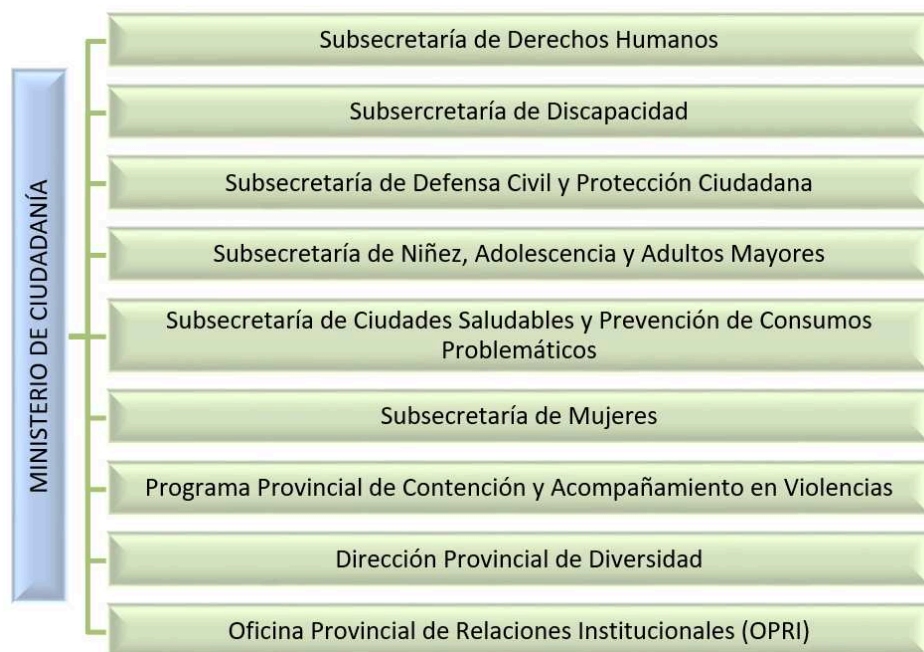 MINISTERIO DE CIUDADANÍA
Subsecretaría de Derechos Humanos
Subsercretaría de Discapacidad
Subsecretaría de Defensa Civil y Protección Ciudadana
Subsecretaría de Niñez, Adolescencia y Adultos Mayores
Subsecretaría de Ciudades Saludables y Prevención de Consumos
Problemáticos
Subsecretaría de Mujeres
Programa Provincial de Contención y Acompañamiento en Violencias
Dirección Provincial de Diversidad
Oficina Provincial de Relaciones Institucionales (OPRI)